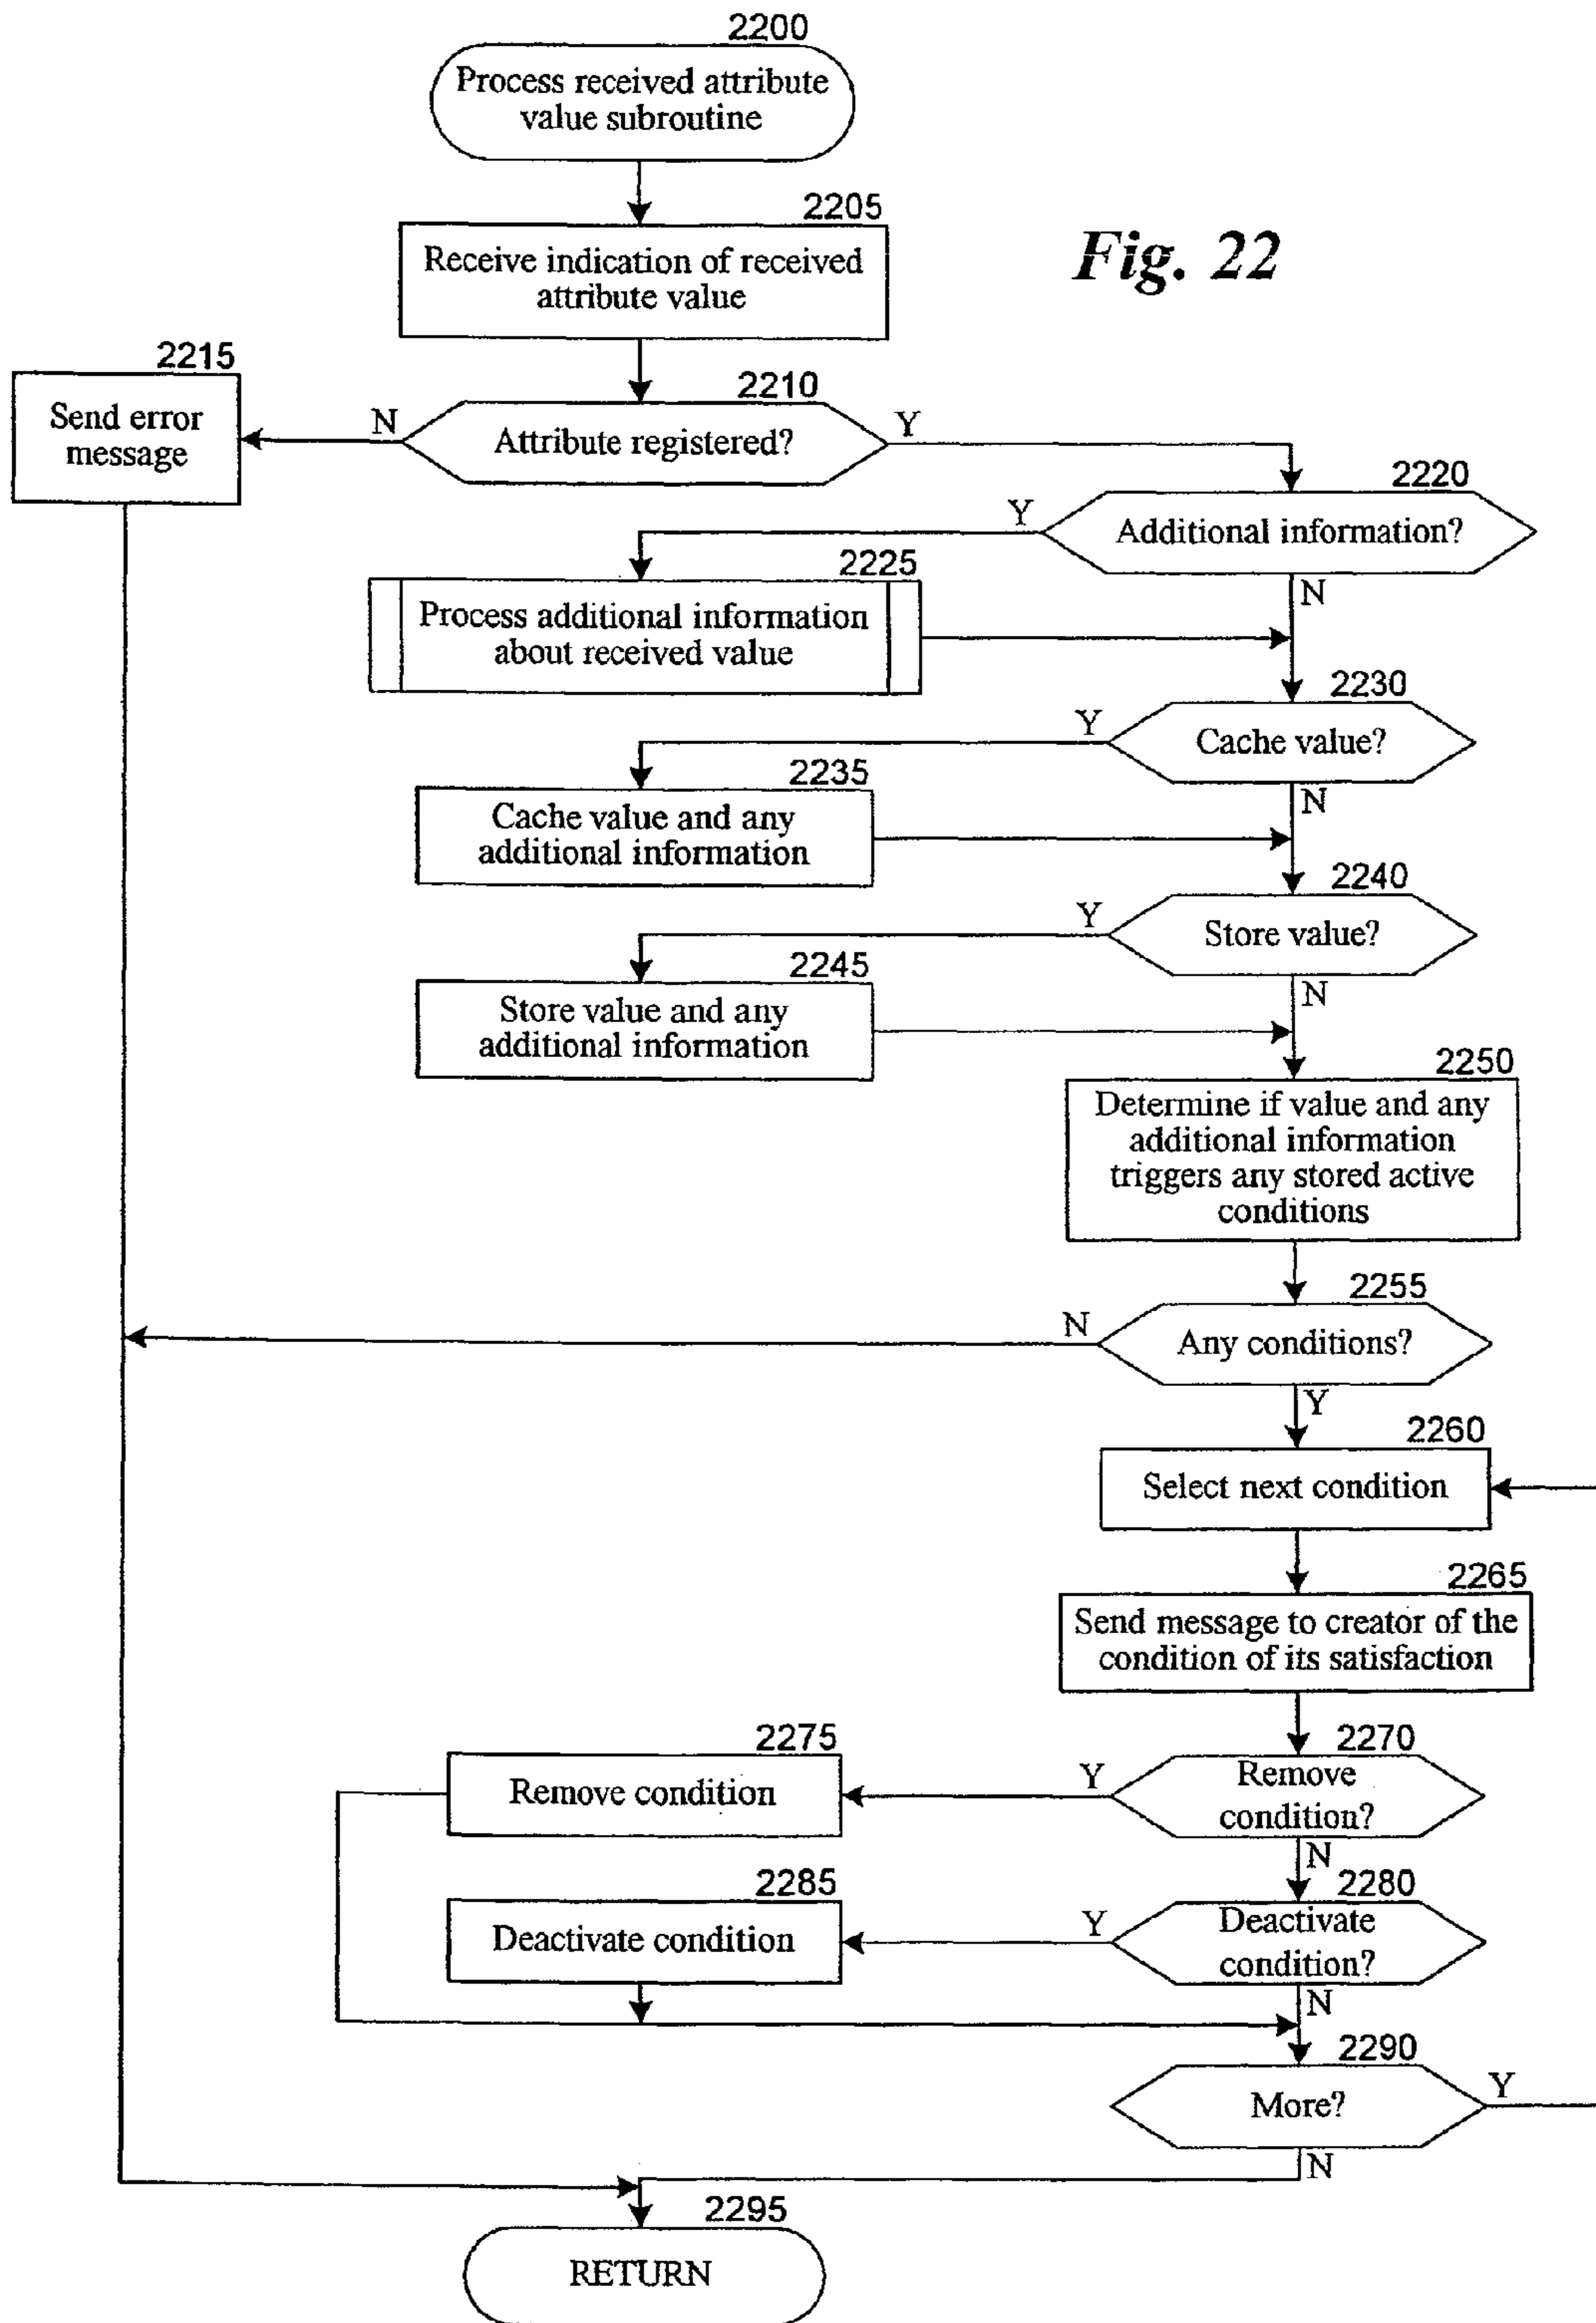 2200
Process received attribute
value subroutine
2205
Receive indication of received
attribute value
Fig. 22
2215
Send error
message
N
2210
Attribute registered?
Y
2220
Additional information?
Y
N
2225
Process additional information
about received value
2230
Cache value?
Y
N
2235
Cache value and any
additional information
2240
Store value?
Y
N
2245
Store value and any
additional information
2250
Determine if value and any
additional information
triggers any stored active
conditions
2255
Any conditions?
N
Y
2260
Select next condition
2265
Send message to creator of the
condition of its satisfaction
2270
Remove
condition?
Y
N
2275
Remove condition
2280
Deactivate
condition?
Y
N
2285
Deactivate condition
2290
More?
Y
N
2295
RETURN